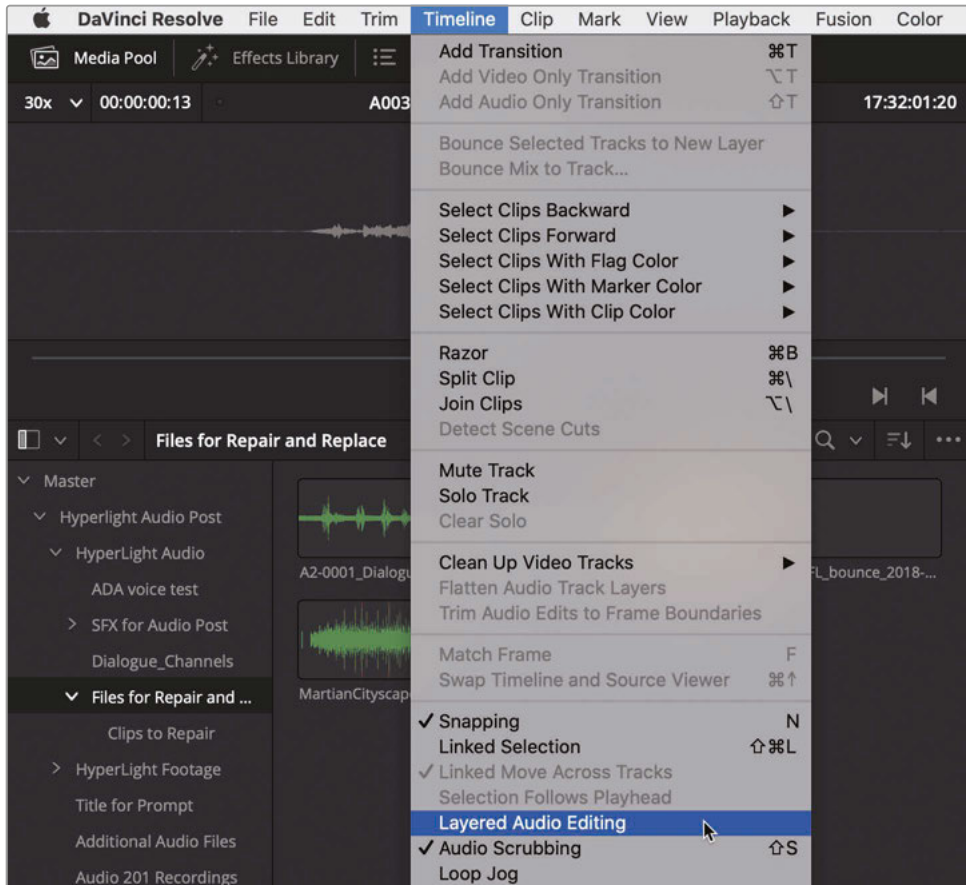 DaVinci Resolve File Edit Trim Timeline Clip Mark View Playback Fusion Color
Media Pool Effects Library
30x 00:00:00:13 A003 17:32:01:20
Add Transition ⌘T
Add Video Only Transition ⌥T
Add Audio Only Transition ⇧T
Bounce Selected Tracks to New Layer
Bounce Mix to Track...
Select Clips Backward
Select Clips Forward
Select Clips With Flag Color
Select Clips With Marker Color
Select Clips With Clip Color
Razor ⌘B
Split Clip ⌘\
Join Clips ⌥\
Detect Scene Cuts
Mute Track
Solo Track
Clear Solo
Clean Up Video Tracks
Flatten Audio Track Layers
Trim Audio Edits to Frame Boundaries
Match Frame F
Swap Timeline and Source Viewer ⌘↑
✓ Snapping N
Linked Selection ⇧⌘L
✓ Linked Move Across Tracks
Selection Follows Playhead
Layered Audio Editing
✓ Audio Scrubbing ⇧S
Loop Jog
Files for Repair and Replace
Master
Hyperlight Audio Post
HyperLight Audio
ADA voice test
SFX for Audio Post
Dialogue_Channels
Files for Repair and ...
Clips to Repair
HyperLight Footage
Title for Prompt
Additional Audio Files
Audio 201 Recordings
A2-0001_Dialogu
FL_bounce_2018-...
MartianCityscap